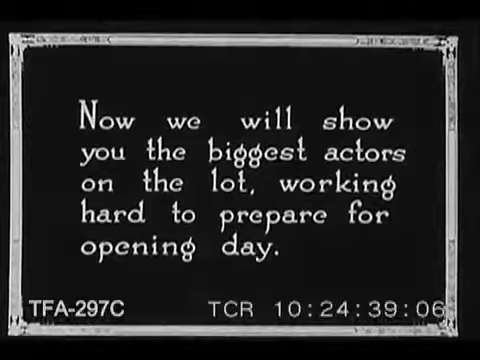 Now we will show
you the biggest actors
on the lot, working
hard to prepare for
opening day.
TFA-297C TCR 10:24:39:06